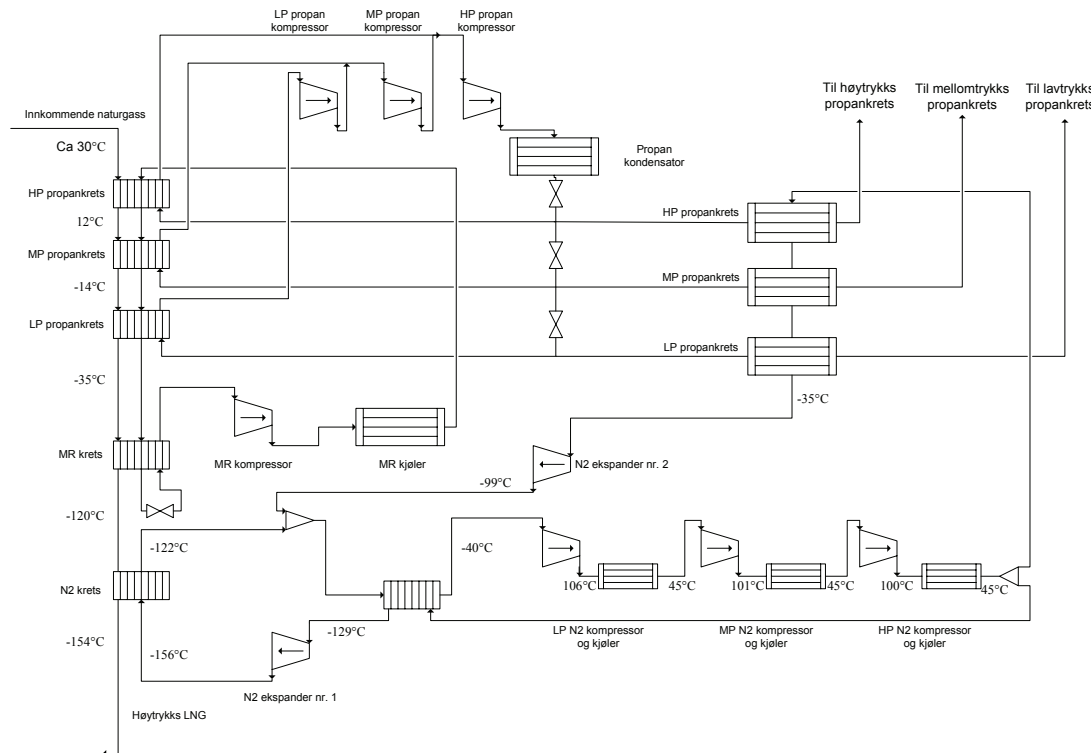 LP propan
kompressor
MP propan
kompressor
HP propan
kompressor
Innkommende naturgass
Ca 30°C
Til høytrykks
propankrets
Til mellomtrykks
propankrets
Til lavtrykks
propankrets
Propan
kondensator
HP propankrets
HP propankrets
12°C
MP propankrets
MP propankrets
-14°C
LP propankrets
LP propankrets
-35°C
-35°C
MR krets
MR kompressor
MR kjøler
N2 ekspander nr. 2
-99°C
-120°C
-122°C
-40°C
N2 krets
106°C
45°C
101°C
45°C
100°C
45°C
-154°C
-156°C
-129°C
LP N2 kompressor
og kjøler
MP N2 kompressor
og kjøler
HP N2 kompressor
og kjøler
N2 ekspander nr. 1
Høytrykks LNG